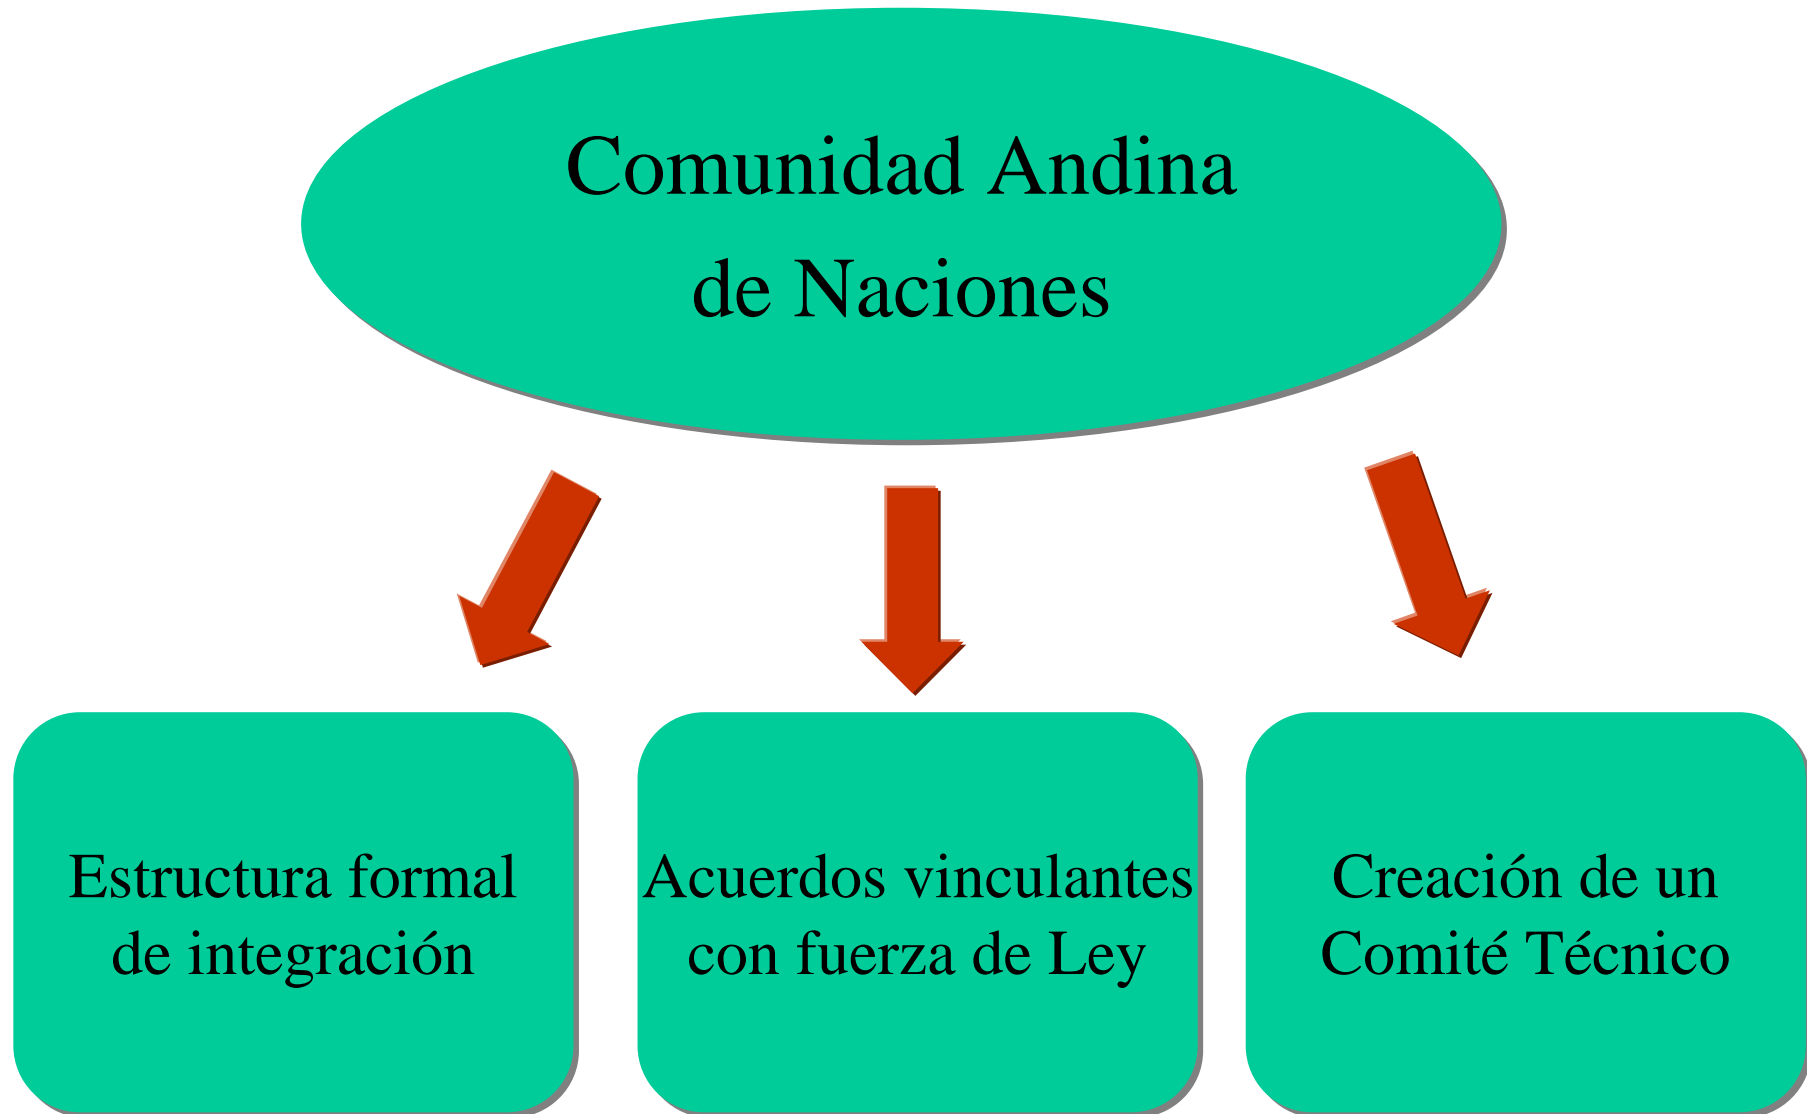 Comunidad Andina
de Naciones
Estructura formal
de integración
Acuerdos vinculantes
con fuerza de Ley
Creación de un
Comité Técnico